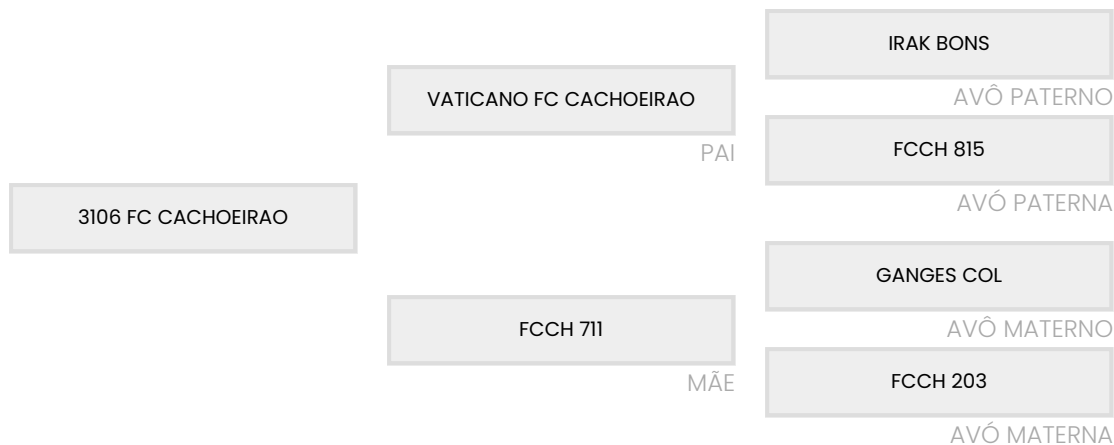 IRAK BONS
AVÔ PATERNO
VATICANO FC CACHOEIRAO
PAI
FCCH 815
AVÓ PATERNA
3106 FC CACHOEIRAO
GANGES COL
AVÔ MATERNO
FCCH 711
MÃE
FCCH 203
AVÓ MATERNA